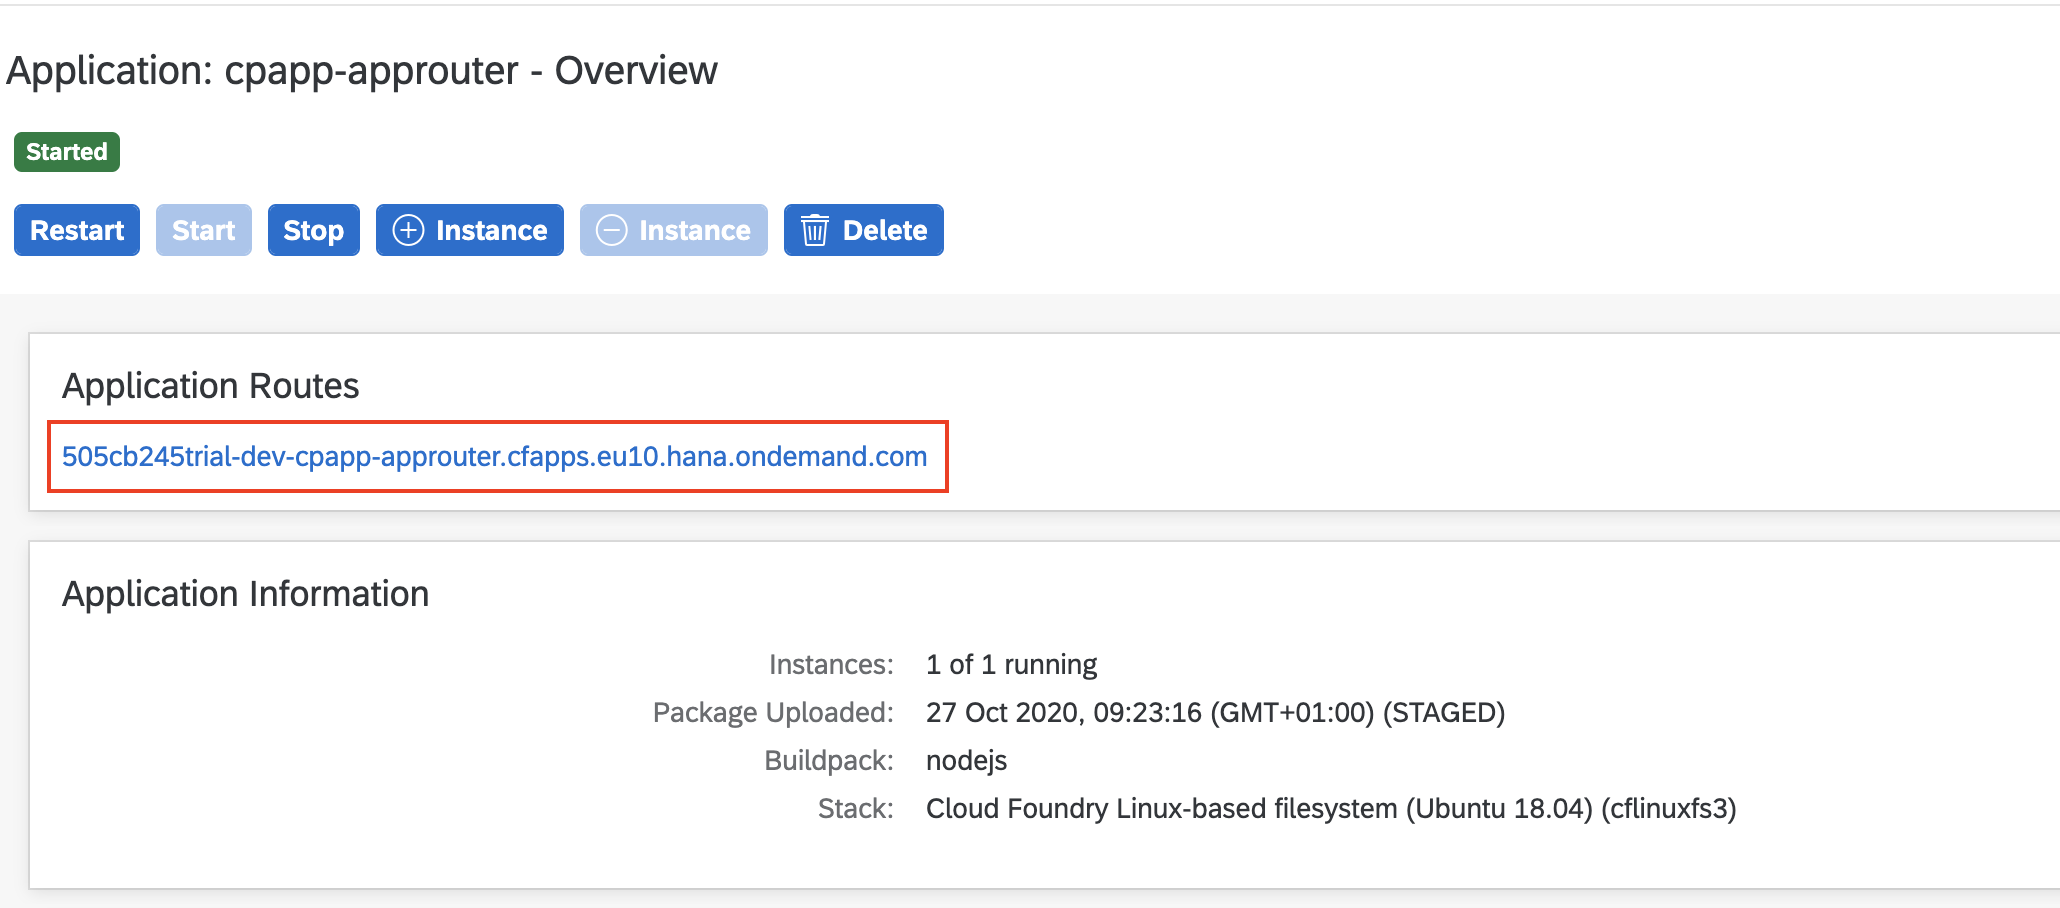 Application: cpapp-approuter - Overview
Started
Restart Start Stop Instance Instance Delete
Application Routes
505cb245trial-dev-cpapp-approuter.cfapps.eu10.hana.ondemand.com
Application Information
Instances: 1 of 1 running
Package Uploaded: 27 Oct 2020, 09:23:16 (GMT+01:00) (STAGED)
Buildpack: nodejs
Stack: Cloud Foundry Linux-based filesystem (Ubuntu 18.04) (cflinuxfs3)